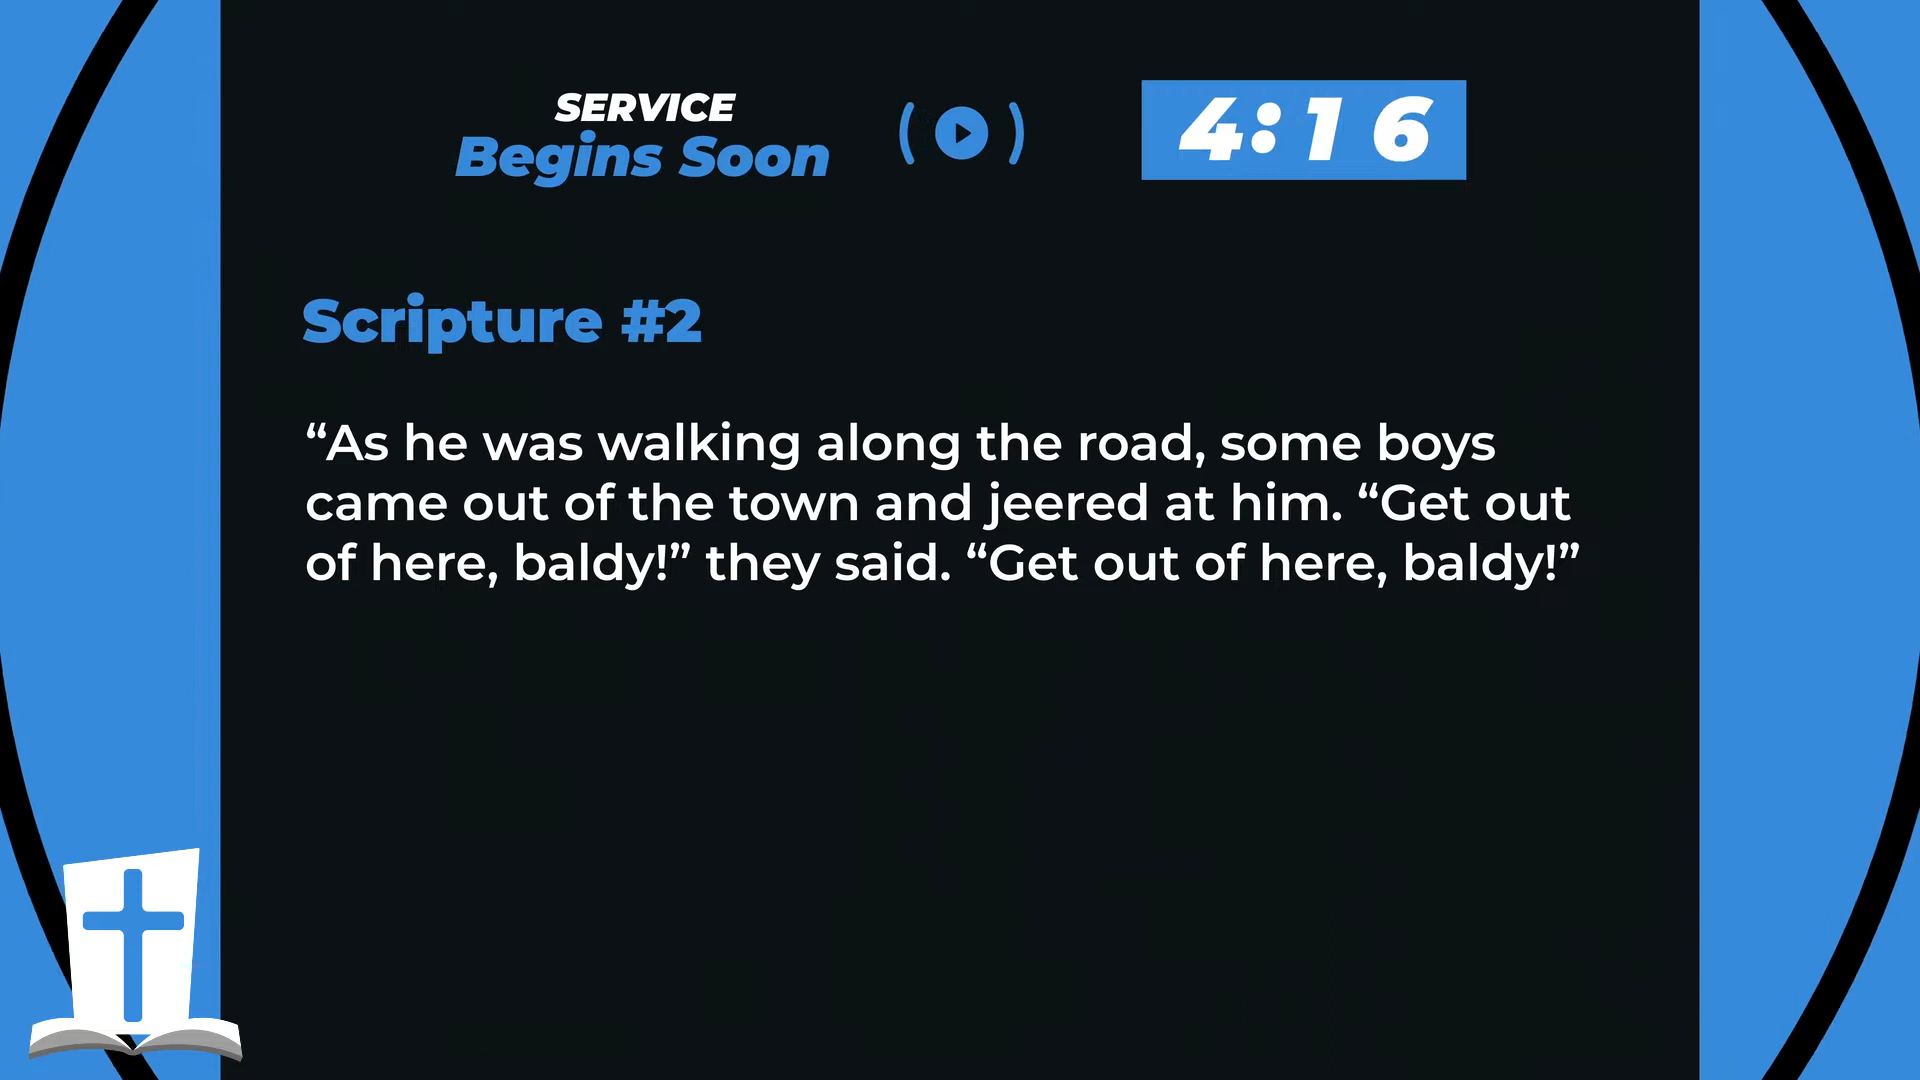 SERVICE
Begins Soon
4:16
Scripture #2
“As he was walking along the road, some boys
came out of the town and jeered at him. “Get out
of here, baldy!” they said. “Get out of here, baldy!”